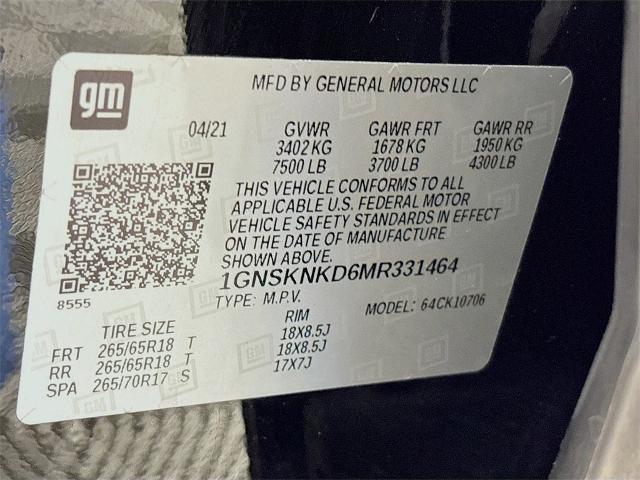 gm
MFD BY GENERAL MOTORS LLC
04/21 GVWR GAWR FRT GAWR RR
3402 KG 1678 KG 1950 KG
7500 LB 3700 LB 4300 LB
THIS VEHICLE CONFORMS TO ALL
APPLICABLE U.S. FEDERAL MOTOR
VEHICLE SAFETY STANDARDS IN EFFECT
ON THE DATE OF MANUFACTURE
SHOWN ABOVE.
1GNSKNKD6MR331464
8555
TYPE: M.P.V. MODEL: 64CK10706
TIRE SIZE RIM
FRT 265/65R18 T 18X8.5J
RR 265/65R18 T 18X8.5J
SPA 265/70R17 S 17X7J